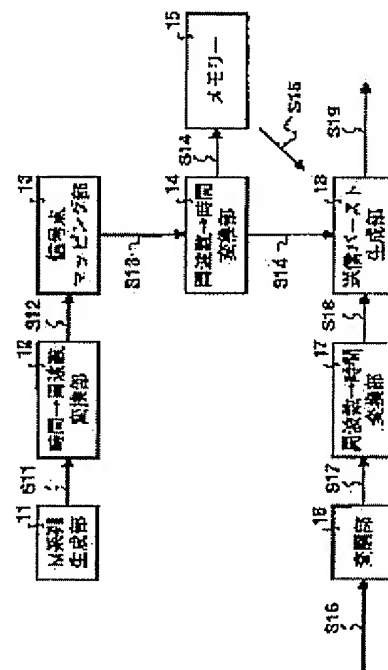 11
M系列
生成部
S11
12
時間→周波数
変換部
S12
13
信号点
マッピング部
S13
14
周波数→時間
変換部
S14
15
メモリー
S15
S14
S16
16
変調部
S17
17
周波数→時間
変換部
S18
18
送信バースト
生成部
S19